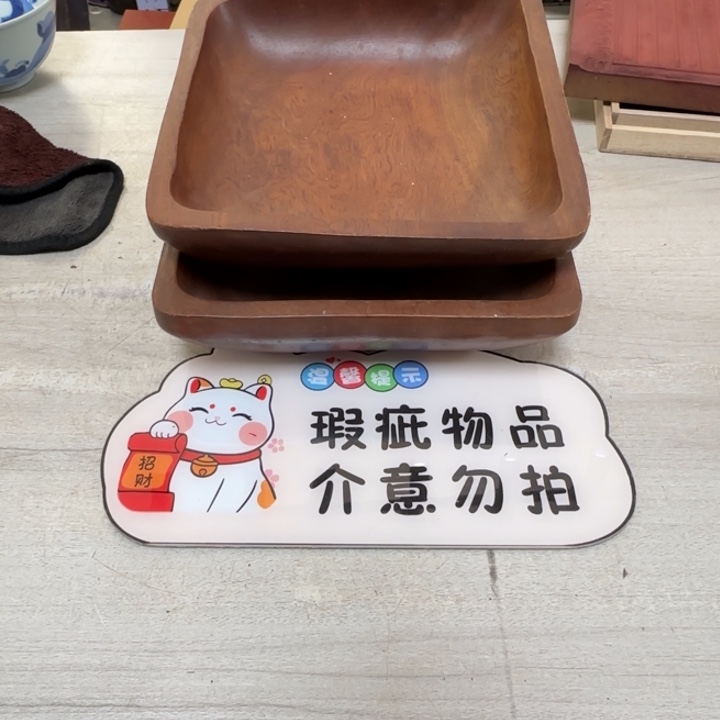 温馨提示
瑕疵物品
介意勿拍
招
财